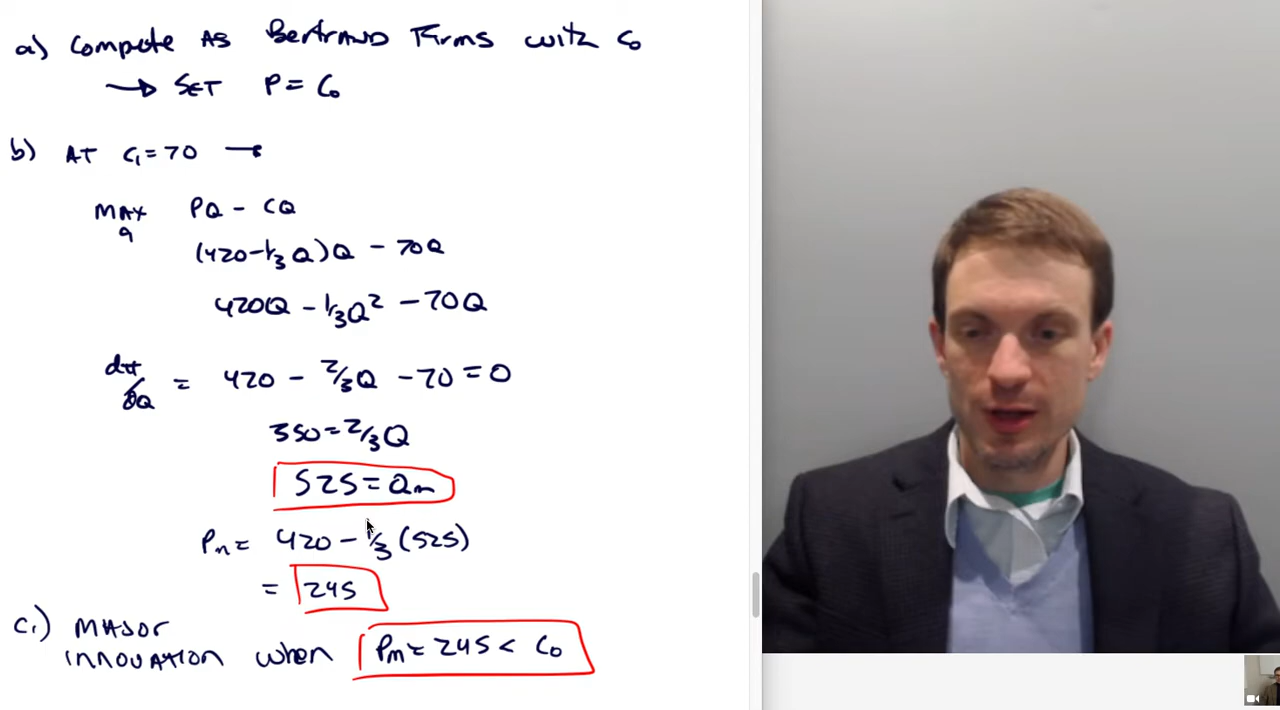 a) Compute As Bertrand Firms with C₀
→ SET P = C₀
b) AT C₁ = 70 →
MAX PQ - CQ
q
(420 - 1/3 Q)Q - 70Q
420Q - 1/3 Q² - 70Q
dπ/∂Q = 420 - 2/3 Q - 70 = 0
350 = 2/3 Q
525 = Qm
Pm = 420 - 1/3 (525)
= 245
C.) MAJOR
INNOVATION when Pm = 245 < C₀